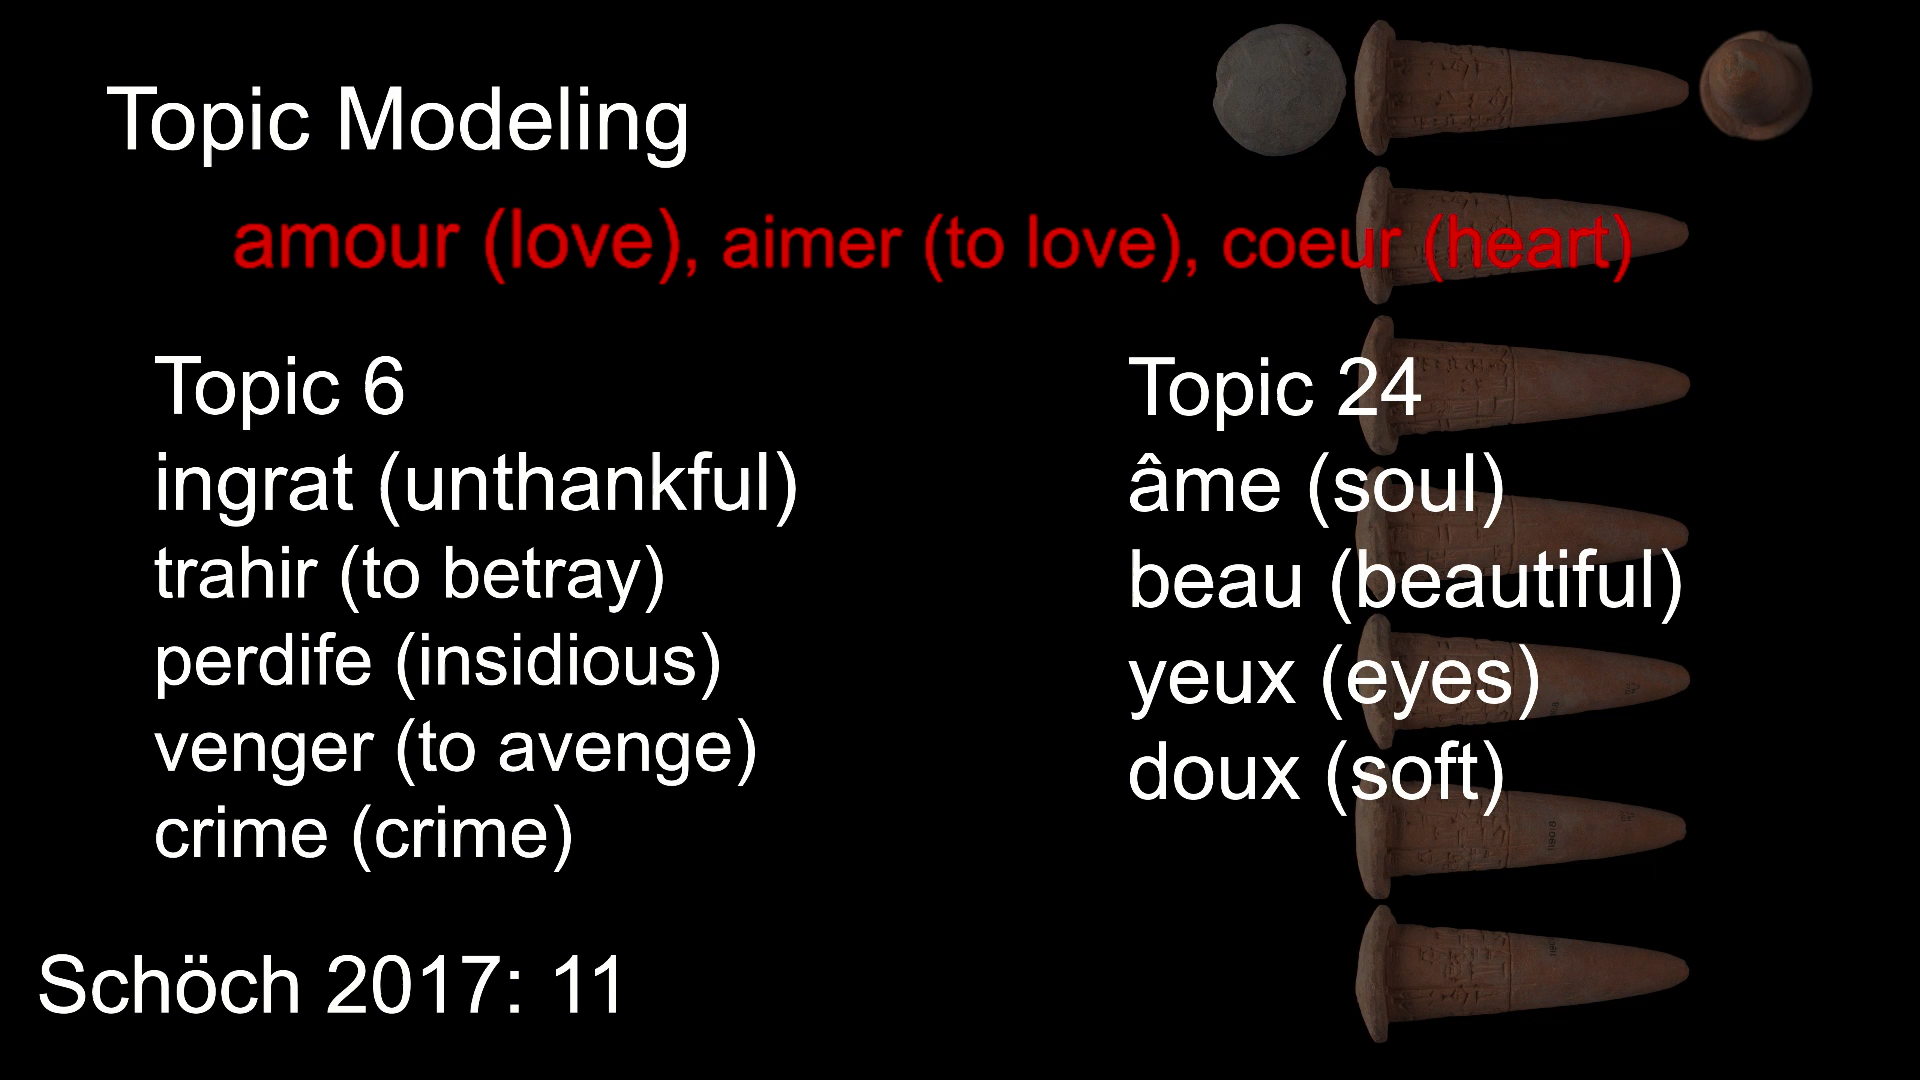 Topic Modeling
amour (love), aimer (to love), coeur (heart)
Topic 6
ingrat (unthankful)
trahir (to betray)
perdife (insidious)
venger (to avenge)
crime (crime)
Topic 24
âme (soul)
beau (beautiful)
yeux (eyes)
doux (soft)
Schöch 2017: 11